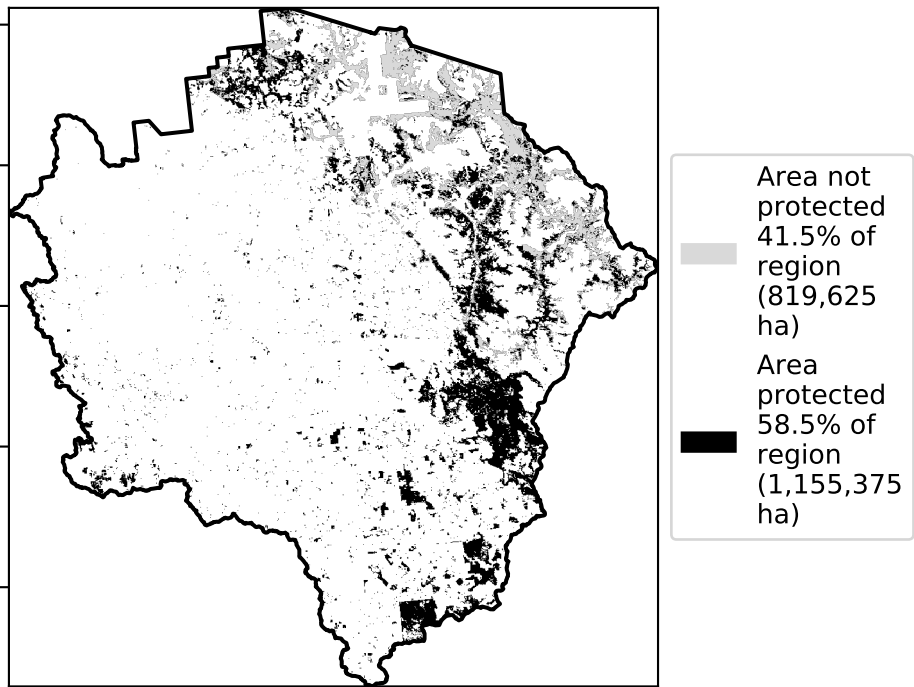 Area not
protected
41.5% of
region
(819,625
ha)
Area
protected
58.5% of
region
(1,155,375
ha)